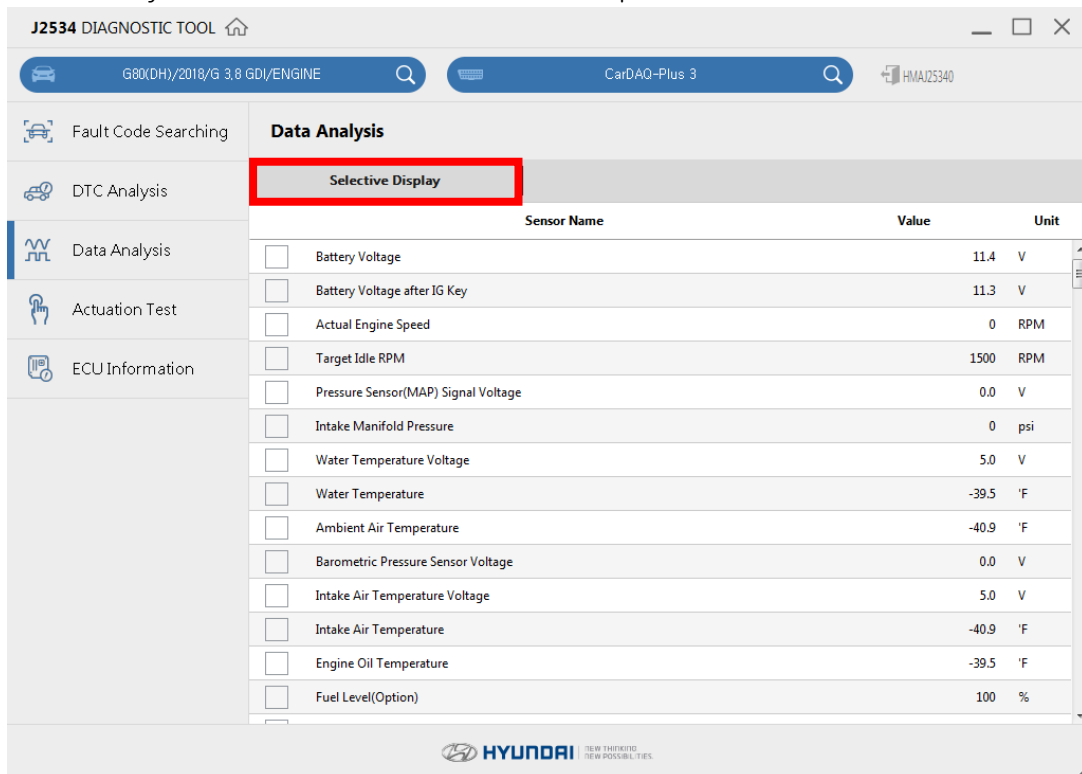 J2534 DIAGNOSTIC TOOL
G80(DH)/2018/G 3,8 GDI/ENGINE
CarDAQ-Plus 3
HMAJ25340
Fault Code Searching
DTC Analysis
Data Analysis
Actuation Test
ECU Information
Data Analysis
Selective Display
Sensor Name Value Unit
Battery Voltage 11.4 V
Battery Voltage after IG Key 11.3 V
Actual Engine Speed 0 RPM
Target Idle RPM 1500 RPM
Pressure Sensor(MAP) Signal Voltage 0.0 V
Intake Manifold Pressure 0 psi
Water Temperature Voltage 5.0 V
Water Temperature -39.5 'F
Ambient Air Temperature -40.9 'F
Barometric Pressure Sensor Voltage 0.0 V
Intake Air Temperature Voltage 5.0 V
Intake Air Temperature -40.9 'F
Engine Oil Temperature -39.5 'F
Fuel Level(Option) 100 %
HYUNDAI
NEW THINKING.
NEW POSSIBILITIES.